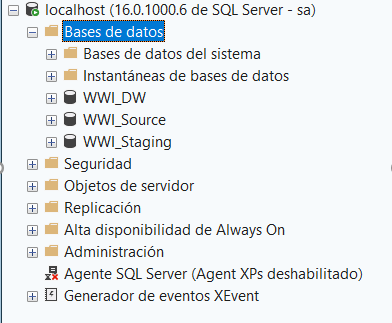 localhost (16.0.1000.6 de SQL Server - sa)
Bases de datos
Bases de datos del sistema
Instantáneas de bases de datos
WWI_DW
WWI_Source
WWI_Staging
Seguridad
Objetos de servidor
Replicación
Alta disponibilidad de Always On
Administración
Agente SQL Server (Agent XPs deshabilitado)
Generador de eventos XEvent